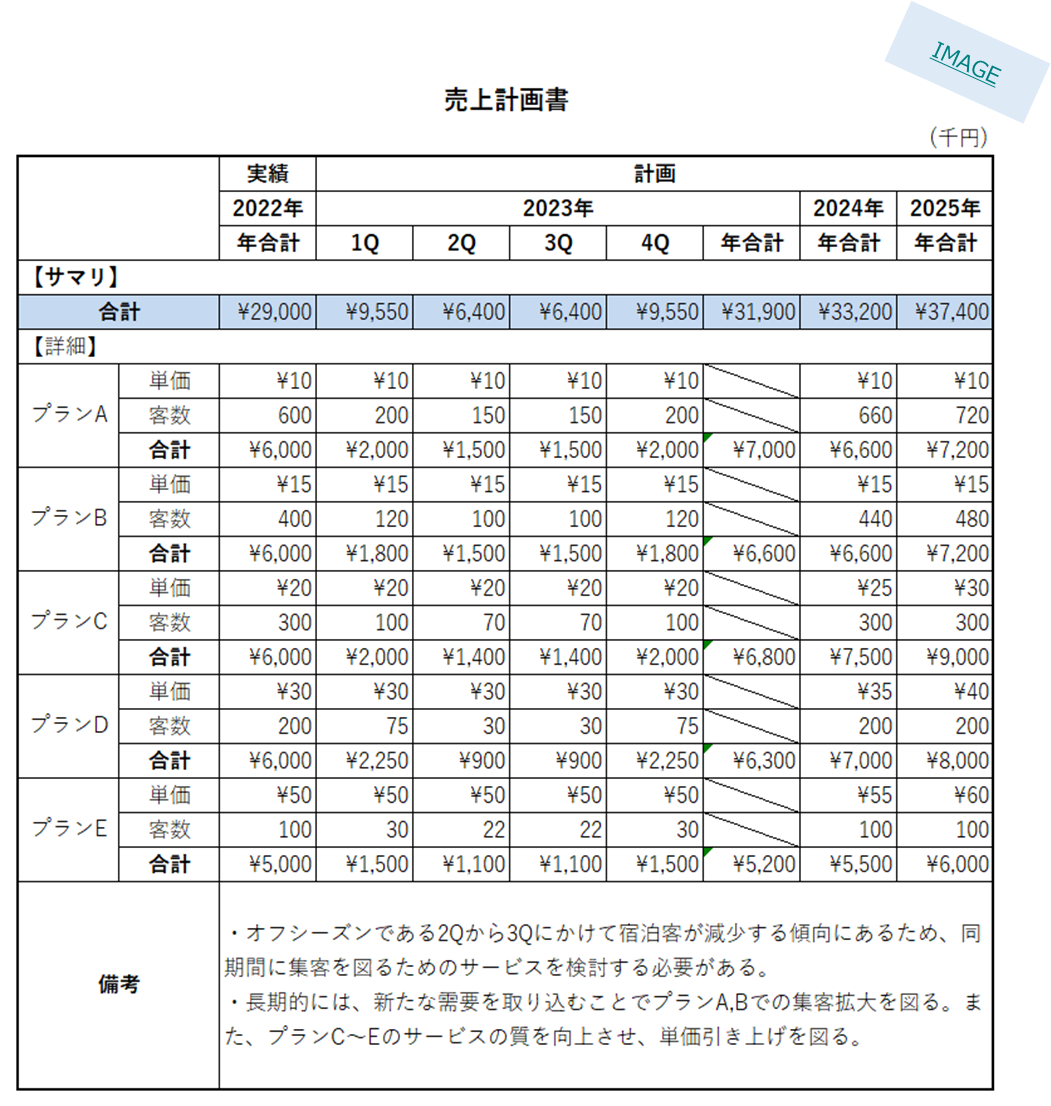 IMAGE
売上計画書
(千円)
実績 計画
2022年 2023年 2024年 2025年
年合計 1Q 2Q 3Q 4Q 年合計 年合計 年合計
【サマリ】
合計 ¥29,000 ¥9,550 ¥6,400 ¥6,400 ¥9,550 ¥31,900 ¥33,200 ¥37,400
【詳細】
単価 ¥10 ¥10 ¥10 ¥10 ¥10 ¥10 ¥10
プランA 客数 600 200 150 150 200 660 720
合計 ¥6,000 ¥2,000 ¥1,500 ¥1,500 ¥2,000 ¥7,000 ¥6,600 ¥7,200
単価 ¥15 ¥15 ¥15 ¥15 ¥15 ¥15 ¥15
プランB 客数 400 120 100 100 120 440 480
合計 ¥6,000 ¥1,800 ¥1,500 ¥1,500 ¥1,800 ¥6,600 ¥6,600 ¥7,200
単価 ¥20 ¥20 ¥20 ¥20 ¥20 ¥25 ¥30
プランC 客数 300 100 70 70 100 300 300
合計 ¥6,000 ¥2,000 ¥1,400 ¥1,400 ¥2,000 ¥6,800 ¥7,500 ¥9,000
単価 ¥30 ¥30 ¥30 ¥30 ¥30 ¥35 ¥40
プランD 客数 200 75 30 30 75 200 200
合計 ¥6,000 ¥2,250 ¥900 ¥900 ¥2,250 ¥6,300 ¥7,000 ¥8,000
単価 ¥50 ¥50 ¥50 ¥50 ¥50 ¥55 ¥60
プランE 客数 100 30 22 22 30 100 100
合計 ¥5,000 ¥1,500 ¥1,100 ¥1,100 ¥1,500 ¥5,200 ¥5,500 ¥6,000
備考
・オフシーズンである2Qから3Qにかけて宿泊客が減少する傾向にあるため、同
期間に集客を図るためのサービスを検討する必要がある。
・長期的には、新たな需要を取り込むことでプランA,Bでの集客拡大を図る。ま
た、プランC～Eのサービスの質を向上させ、単価引き上げを図る。